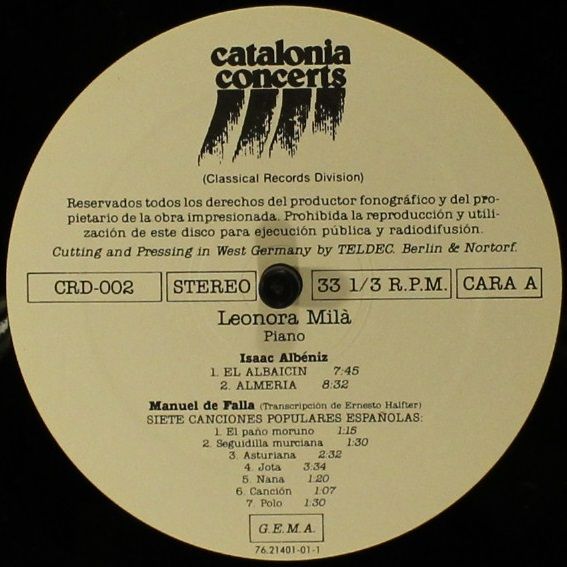 catalonia
concerts
(Classical Records Division)
Reservados todos los derechos del productor fonográfico y del pro-
pietario de la obra impresionada. Prohibida la reproducción y utili-
zación de este disco para ejecución pública y radiodifusión.
Cutting and Pressing in West Germany by TELDEC. Berlin & Nortorf.
CRD-002 STEREO 33 1/3 R.P.M. CARA A
Leonora Milà
Piano
Isaac Albéniz
1. EL ALBAICIN 7:45
2. ALMERIA 8:32
Manuel de Falla (Transcripción de Ernesto Halfter)
SIETE CANCIONES POPULARES ESPAÑOLAS:
1. El paño moruno 1:15
2. Seguidilla murciana 1:30
3. Asturiana 2:32
4. Jota 3:34
5. Nana 1:20
6. Canción 1:07
7. Polo 1:30
G.E.M.A.
76.21401-01-1